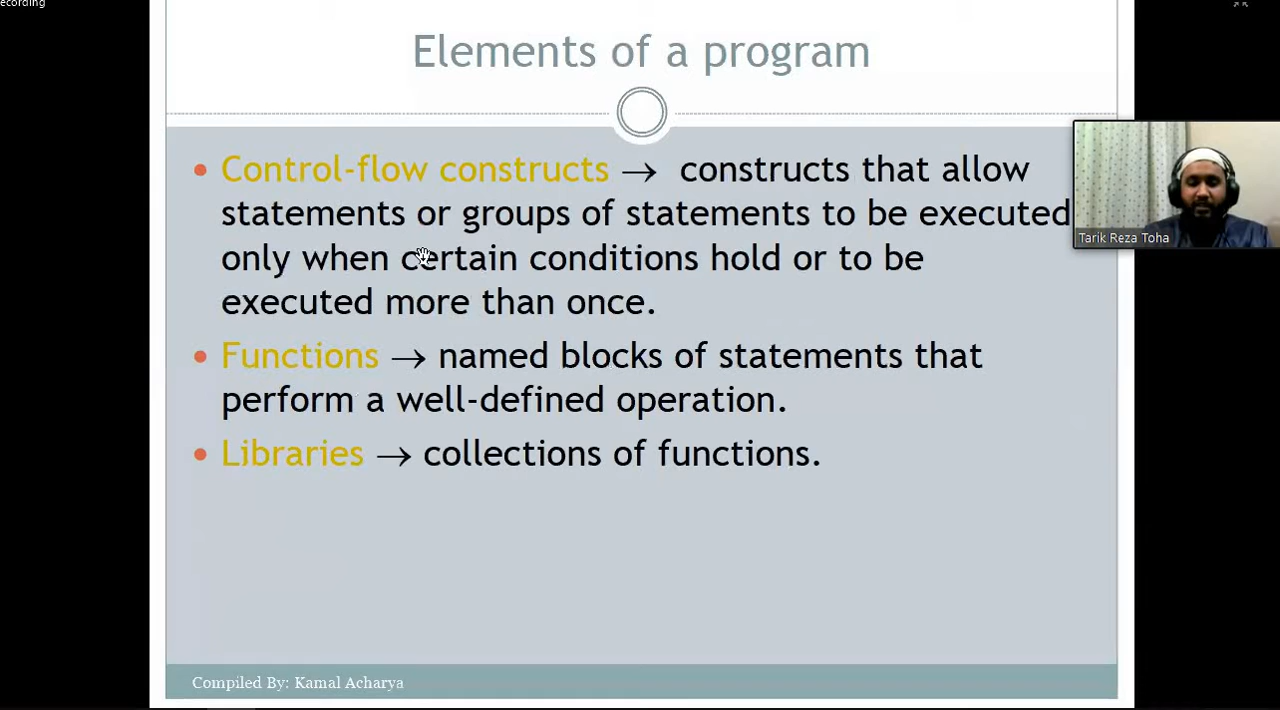 ecording
Elements of a program
• Control-flow constructs → constructs that allow
statements or groups of statements to be executed
only when certain conditions hold or to be
executed more than once.
Tarik Reza Toha
• Functions → named blocks of statements that
perform a well-defined operation.
• Libraries → collections of functions.
Compiled By: Kamal Acharya